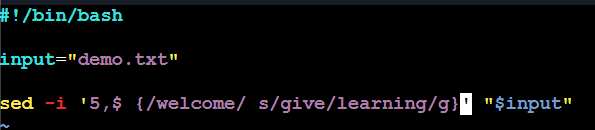 #!/bin/bash
input="demo.txt"
sed -i '5,$ {/welcome/ s/give/learning/g}' "$input"
~